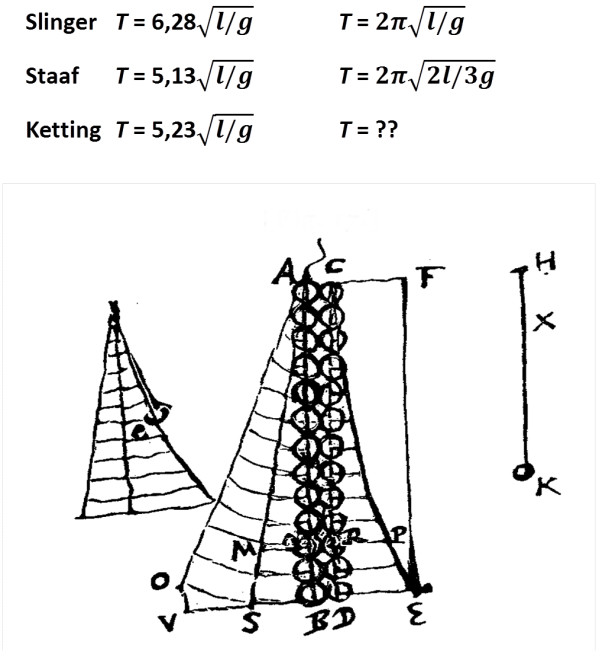 Slinger T = 6,28√l/g T = 2π√l/g
Staaf T = 5,13√l/g T = 2π√2l/3g
Ketting T = 5,23√l/g T = ??
A C F H
X
K
M R P
O
V S B D E